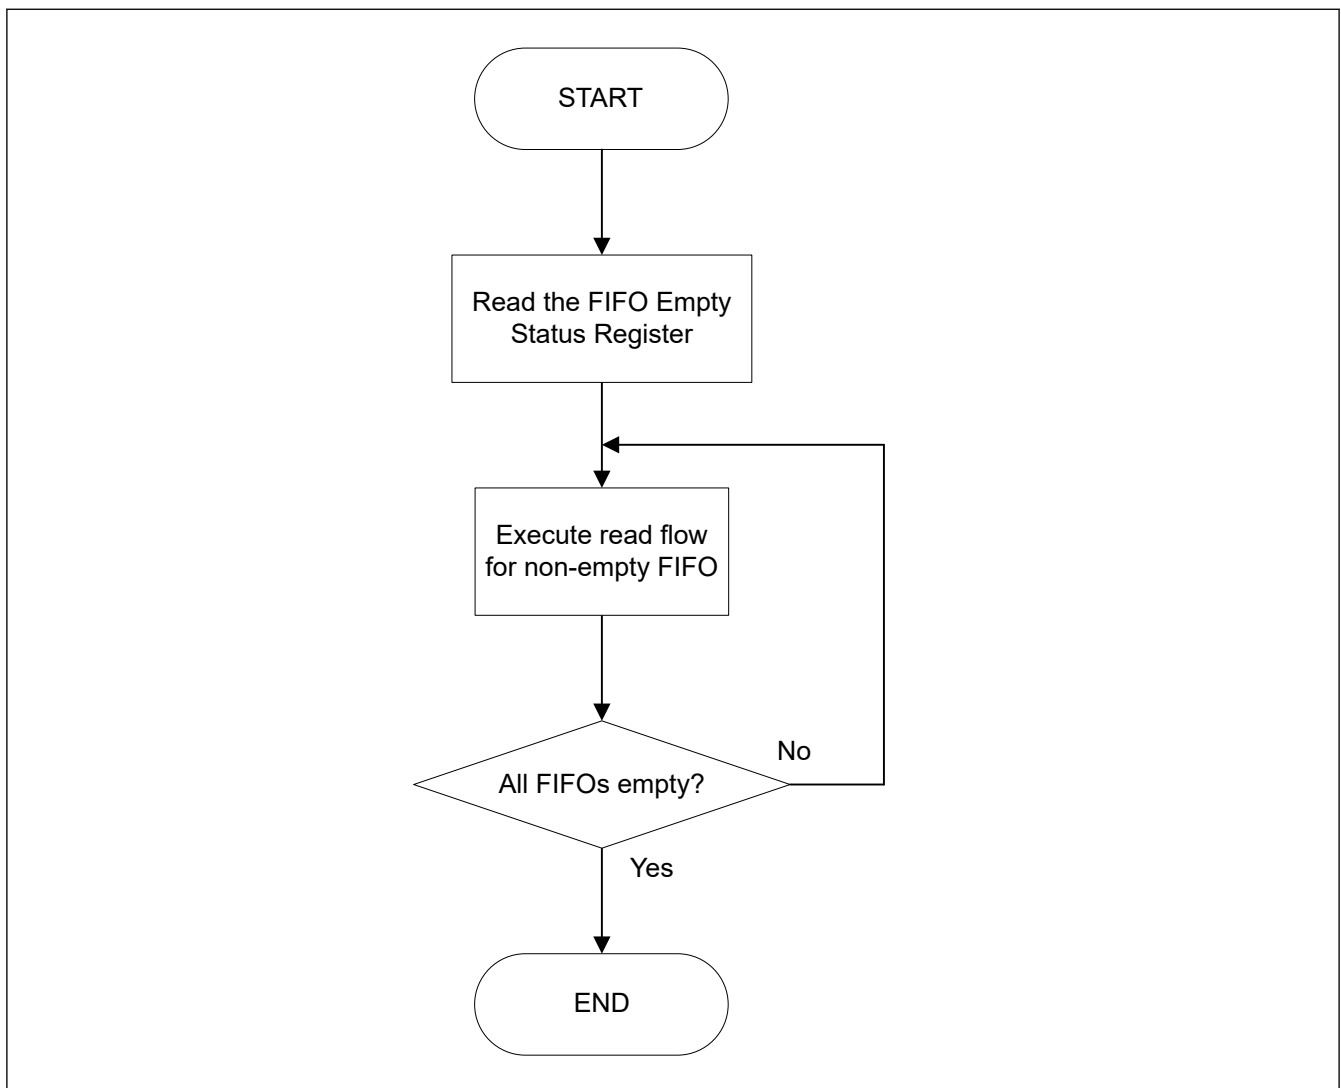 START
Read the FIFO Empty
Status Register
Execute read flow
for non-empty FIFO
No
All FIFOs empty?
Yes
END